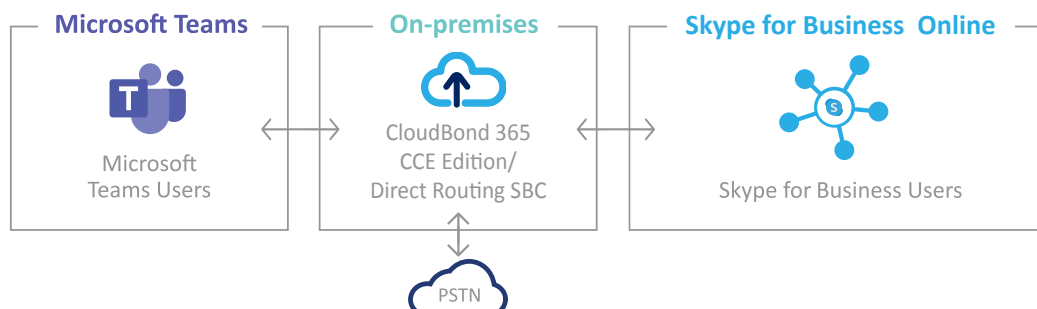 Microsoft Teams
T
Microsoft
Teams Users
On-premises
CloudBond 365
CCE Edition/
Direct Routing SBC
PSTN
Skype for Business Online
S
Skype for Business Users